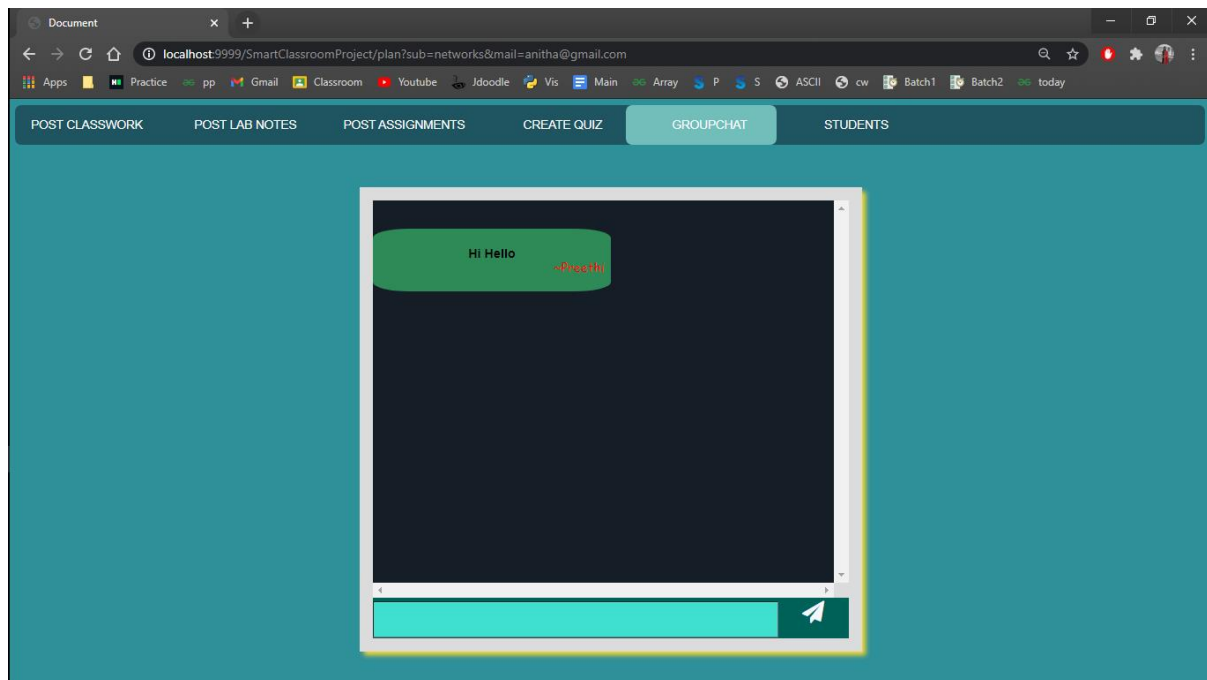 Document
localhost:9999/SmartClassroomProject/plan?sub=networks&mail=anitha@gmail.com
Apps Practice pp Gmail Classroom Youtube Jdoodle Vis Main Array P S ASCII cw Batch1 Batch2 today
POST CLASSWORK POST LAB NOTES POST ASSIGNMENTS CREATE QUIZ GROUPCHAT STUDENTS
Hi Hello
~Preethi